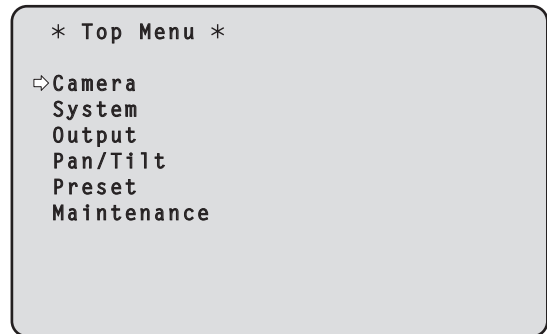 * Top Menu *
⇨Camera
System
Output
Pan/Tilt
Preset
Maintenance